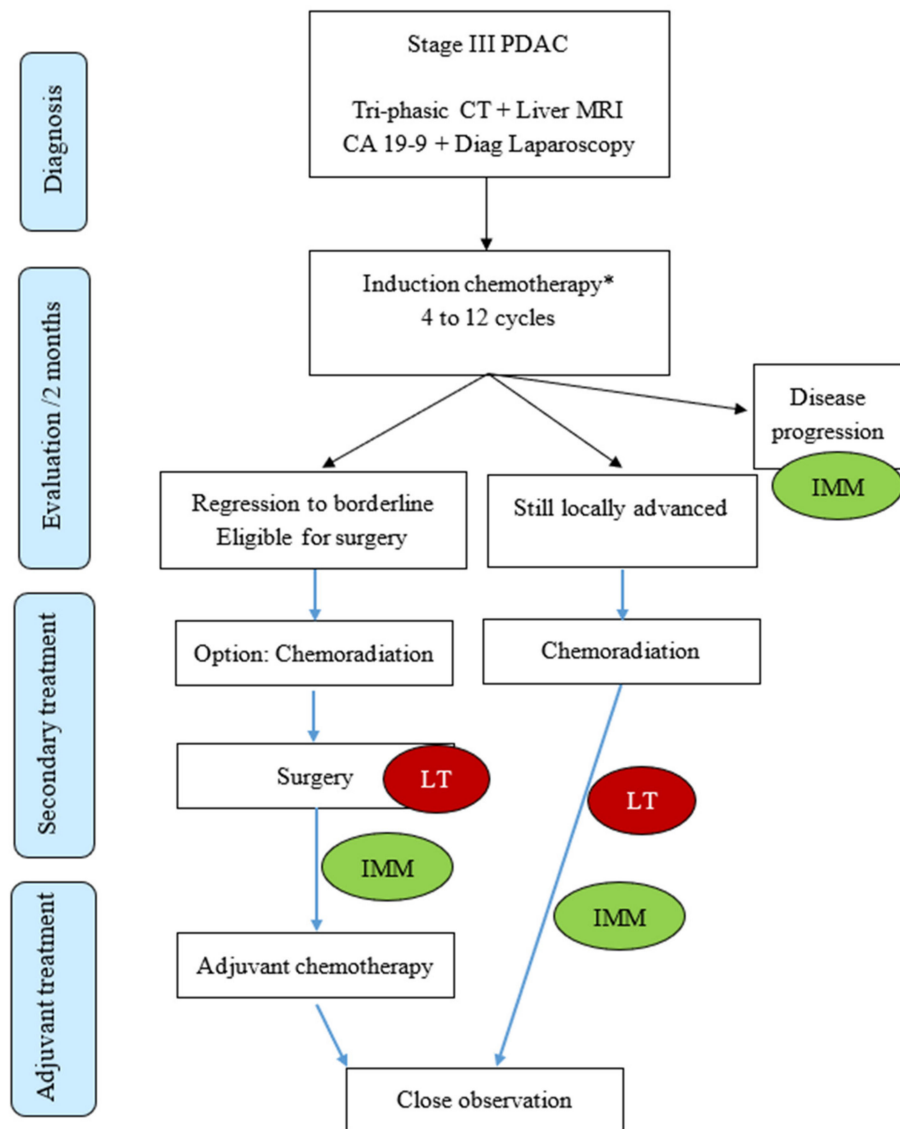 Diagnosis
Stage III PDAC
Tri-phasic CT + Liver MRI
CA 19-9 + Diag Laparoscopy
Evaluation /2 months
Induction chemotherapy*
4 to 12 cycles
Disease
progression
IMM
Regression to borderline
Eligible for surgery
Still locally advanced
Secondary treatment
Option: Chemoradiation
Chemoradiation
Surgery
LT
LT
IMM
IMM
Adjuvant treatment
Adjuvant chemotherapy
Close observation